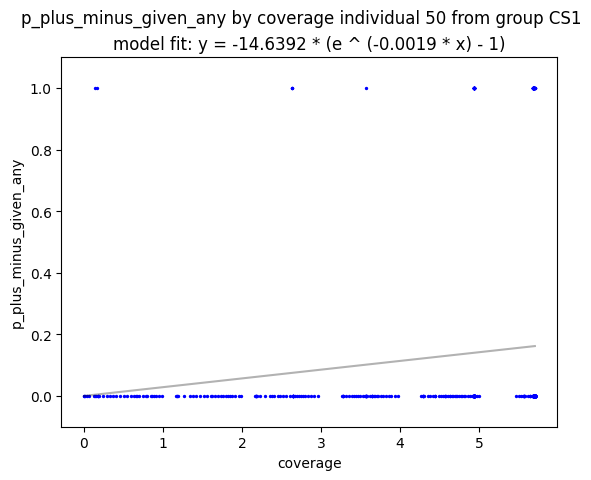 p_plus_minus_given_any by coverage individual 50 from group CS1
model fit: y = -14.6392 * (e ^ (-0.0019 * x) - 1)
1.0
0.8
0.6
0.4
0.2
0.0
p_plus_minus_given_any
0 1 2 3 4 5
coverage